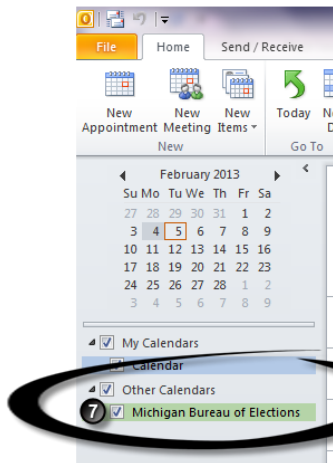 File Home Send / Receive
New Appointment New Meeting New Items Today
New Go To
February 2013
Su Mo Tu We Th Fr Sa
27 28 29 30 31 1 2
3 4 5 6 7 8 9
10 11 12 13 14 15 16
17 18 19 20 21 22 23
24 25 26 27 28 1 2
3 4 5 6 7 8 9
My Calendars
Calendar
Other Calendars
7 Michigan Bureau of Elections